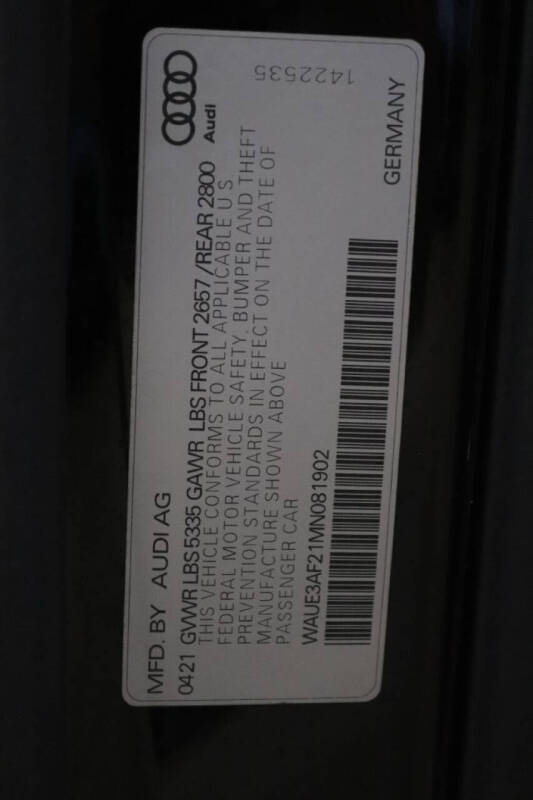 MFD. BY AUDI AG
Audi
0421 GVWR LBS 5335 GAWR LBS FRONT 2657 /REAR 2800
THIS VEHICLE CONFORMS TO ALL APPLICABLE U S
FEDERAL MOTOR VEHICLE SAFETY. BUMPER AND THEFT
PREVENTION STANDARDS IN EFFECT ON THE DATE OF
MANUFACTURE SHOWN ABOVE
PASSENGER CAR
WAUE3AF21MN081902
1422535
GERMANY